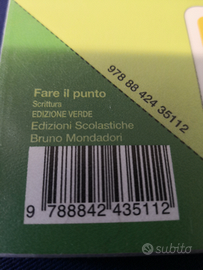 978 88 424 35112
Fare il punto
Scrittura
EDIZIONE VERDE
Edizioni Scolastiche
Bruno Mondadori
9 788842 435112
subito